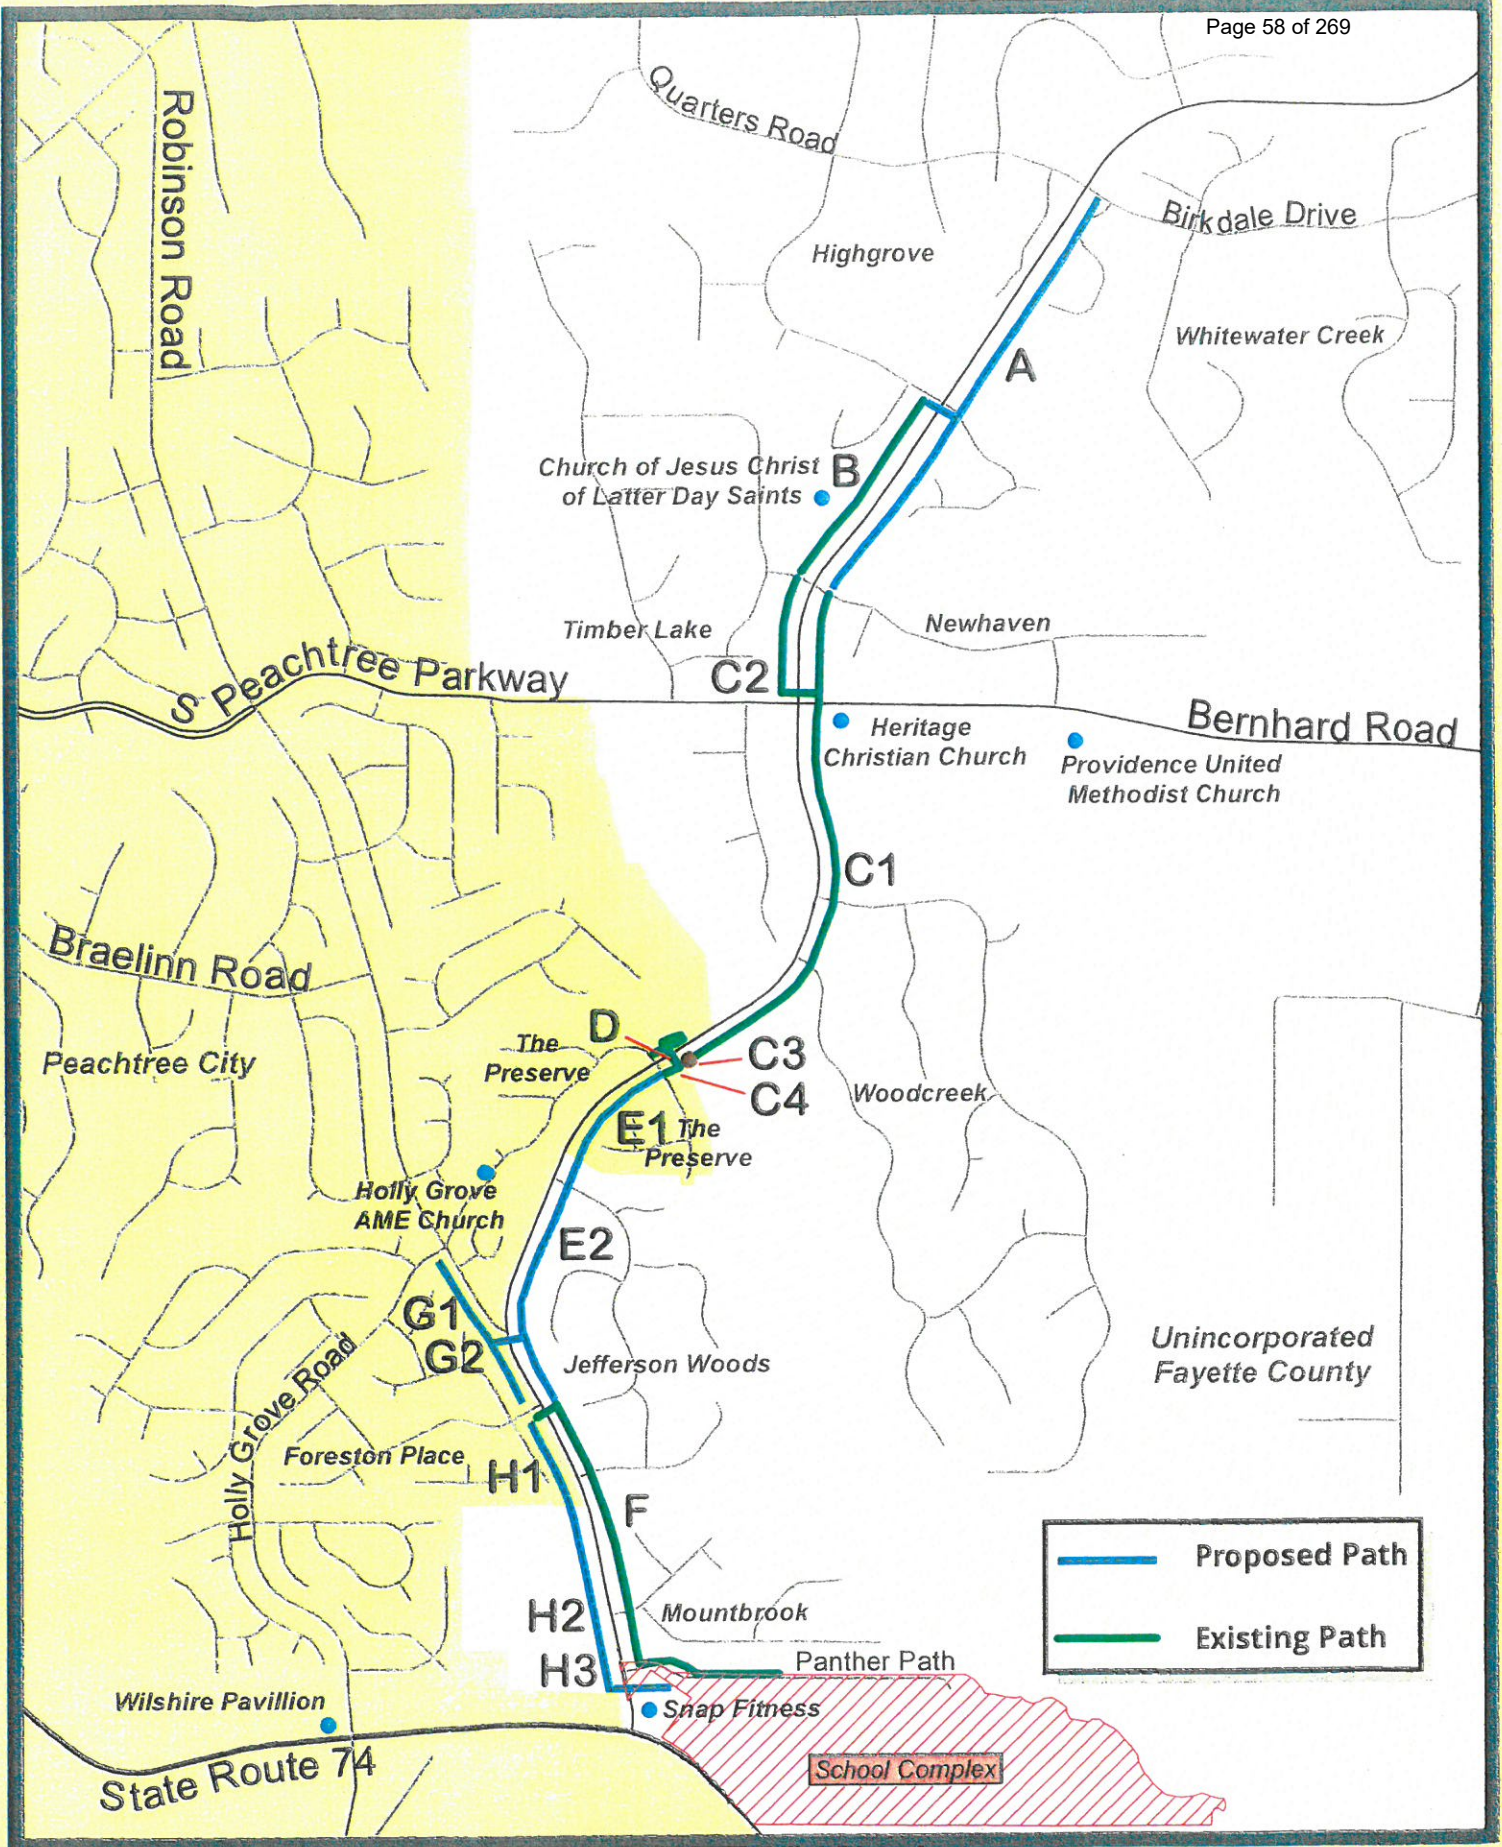 Page 58 of 269
Quarters Road
Robinson Road
Birkdale Drive
Highgrove
Whitewater Creek
A
Church of Jesus Christ
of Latter Day Saints
B
Timber Lake
Newhaven
S Peachtree Parkway
C2
Bernhard Road
Heritage
Christian Church
Providence United
Methodist Church
C1
Braelinn Road
D
The
Preserve
C3
Peachtree City
C4
Woodcreek
E1
The
Preserve
Holly Grove
AME Church
E2
G1
G2
Jefferson Woods
Unincorporated
Fayette County
Holly Grove Road
Foreston Place
H1
F
Proposed Path
H2
Mountbrook
Existing Path
H3
Panther Path
Wilshire Pavillion
Snap Fitness
State Route 74
School Complex